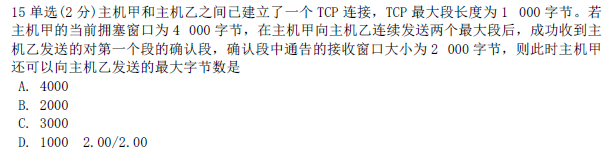 15 单选(2 分)主机甲和主机乙之间已建立了一个 TCP 连接，TCP 最大段长度为 1 000 字节。若
主机甲的当前拥塞窗口为 4 000 字节，在主机甲向主机乙连续发送两个最大段后，成功收到主
机乙发送的对第一个段的确认段，确认段中通告的接收窗口大小为 2 000 字节，则此时主机甲
还可以向主机乙发送的最大字节数是
A. 4000
B. 2000
C. 3000
D. 1000 2.00/2.00